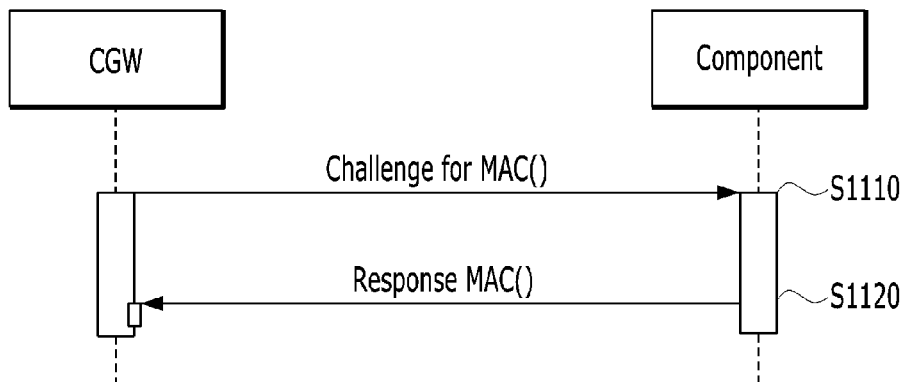 CGW
Component
Challenge for MAC()
S1110
Response MAC()
S1120